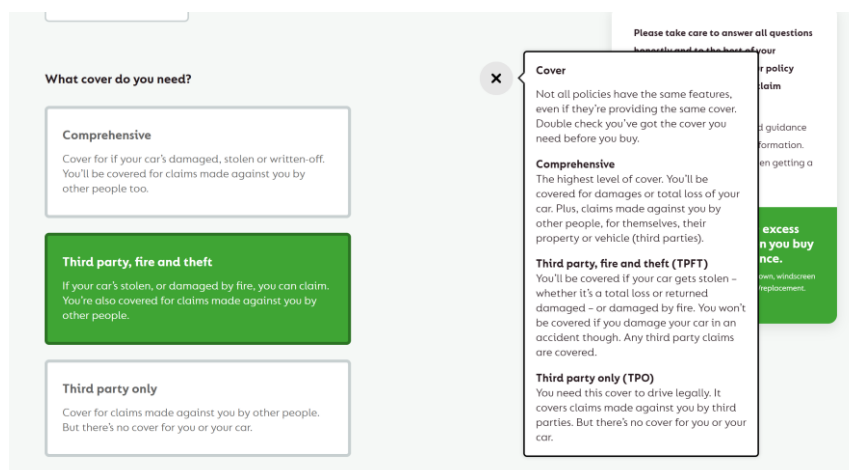 What cover do you need?
Comprehensive
Cover for if your car's damaged, stolen or written-off.
You'll be covered for claims made against you by
other people too.
Third party, fire and theft
If your car's stolen, or damaged by fire, you can claim.
You're also covered for claims made against you by
other people.
Third party only
Cover for claims made against you by other people.
But there's no cover for you or your car.
Cover
Not all policies have the same features,
even if they're providing the same cover.
Double check you've got the cover you
need before you buy.
Comprehensive
The highest level of cover. You'll be
covered for damages or total loss of your
car. Plus, claims made against you by
other people, for themselves, their
property or vehicle (third parties).
Third party, fire and theft (TPFT)
You'll be covered if your car gets stolen –
whether it's a total loss or returned
damaged – or damaged by fire. You won't
be covered if you damage your car in an
accident though. Any third party claims
are covered.
Third party only (TPO)
You need this cover to drive legally. It
covers claims made against you by third
parties. But there's no cover for you or your
car.
Please take care to answer all questions
honestly and to the best of your
policy
claim
guidance
getting a
excess
you buy
windscreen
/replacement.